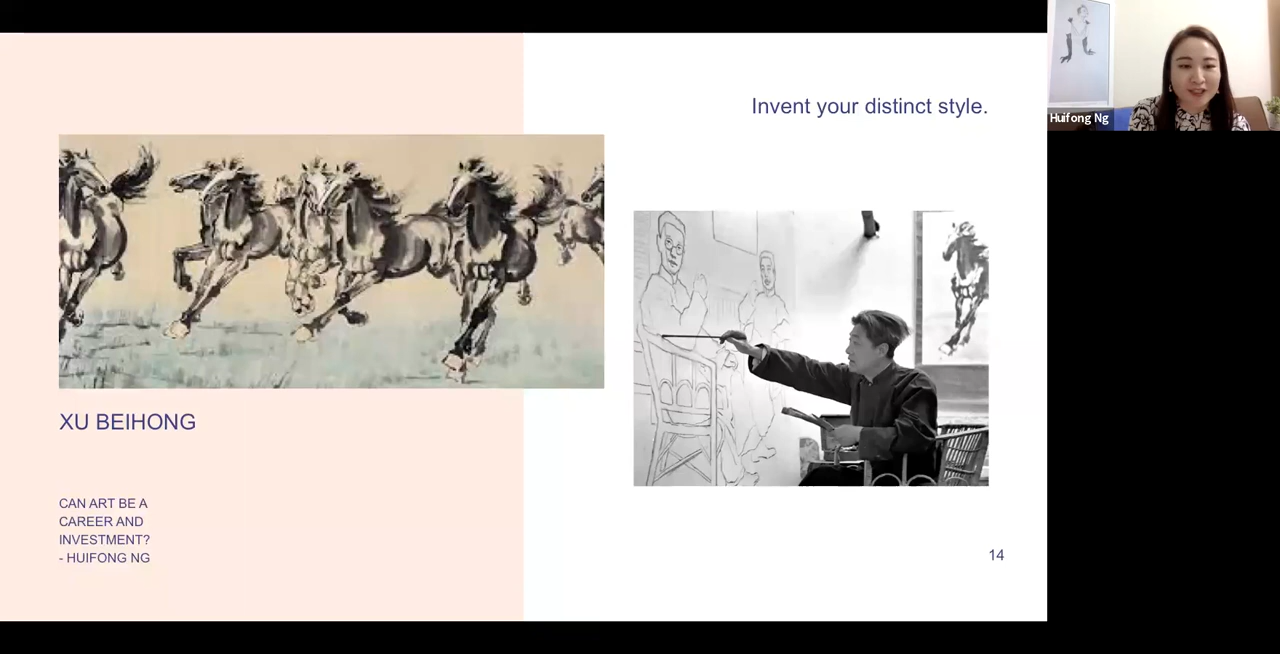 Invent your distinct style.
Huifong Ng
XU BEIHONG
CAN ART BE A
CAREER AND
INVESTMENT?
- HUIFONG NG
14